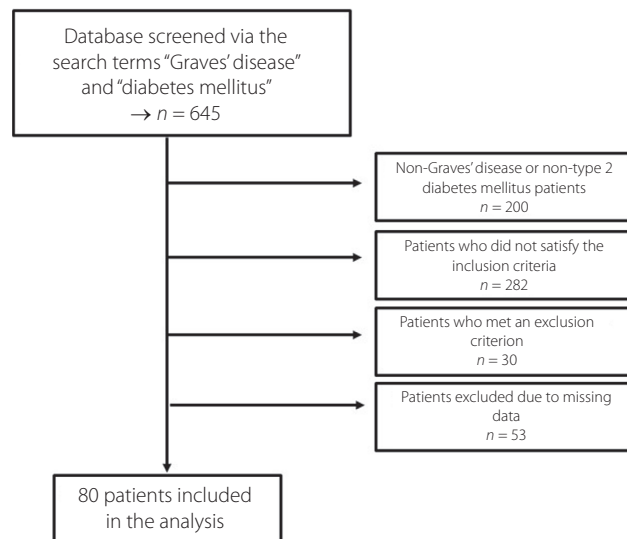 Database screened via the
search terms “Graves’ disease”
and “diabetes mellitus”
→ n = 645
Non-Graves’ disease or non-type 2
diabetes mellitus patients
n = 200
Patients who did not satisfy the
inclusion criteria
n = 282
Patients who met an exclusion
criterion
n = 30
Patients excluded due to missing
data
n = 53
80 patients included
in the analysis